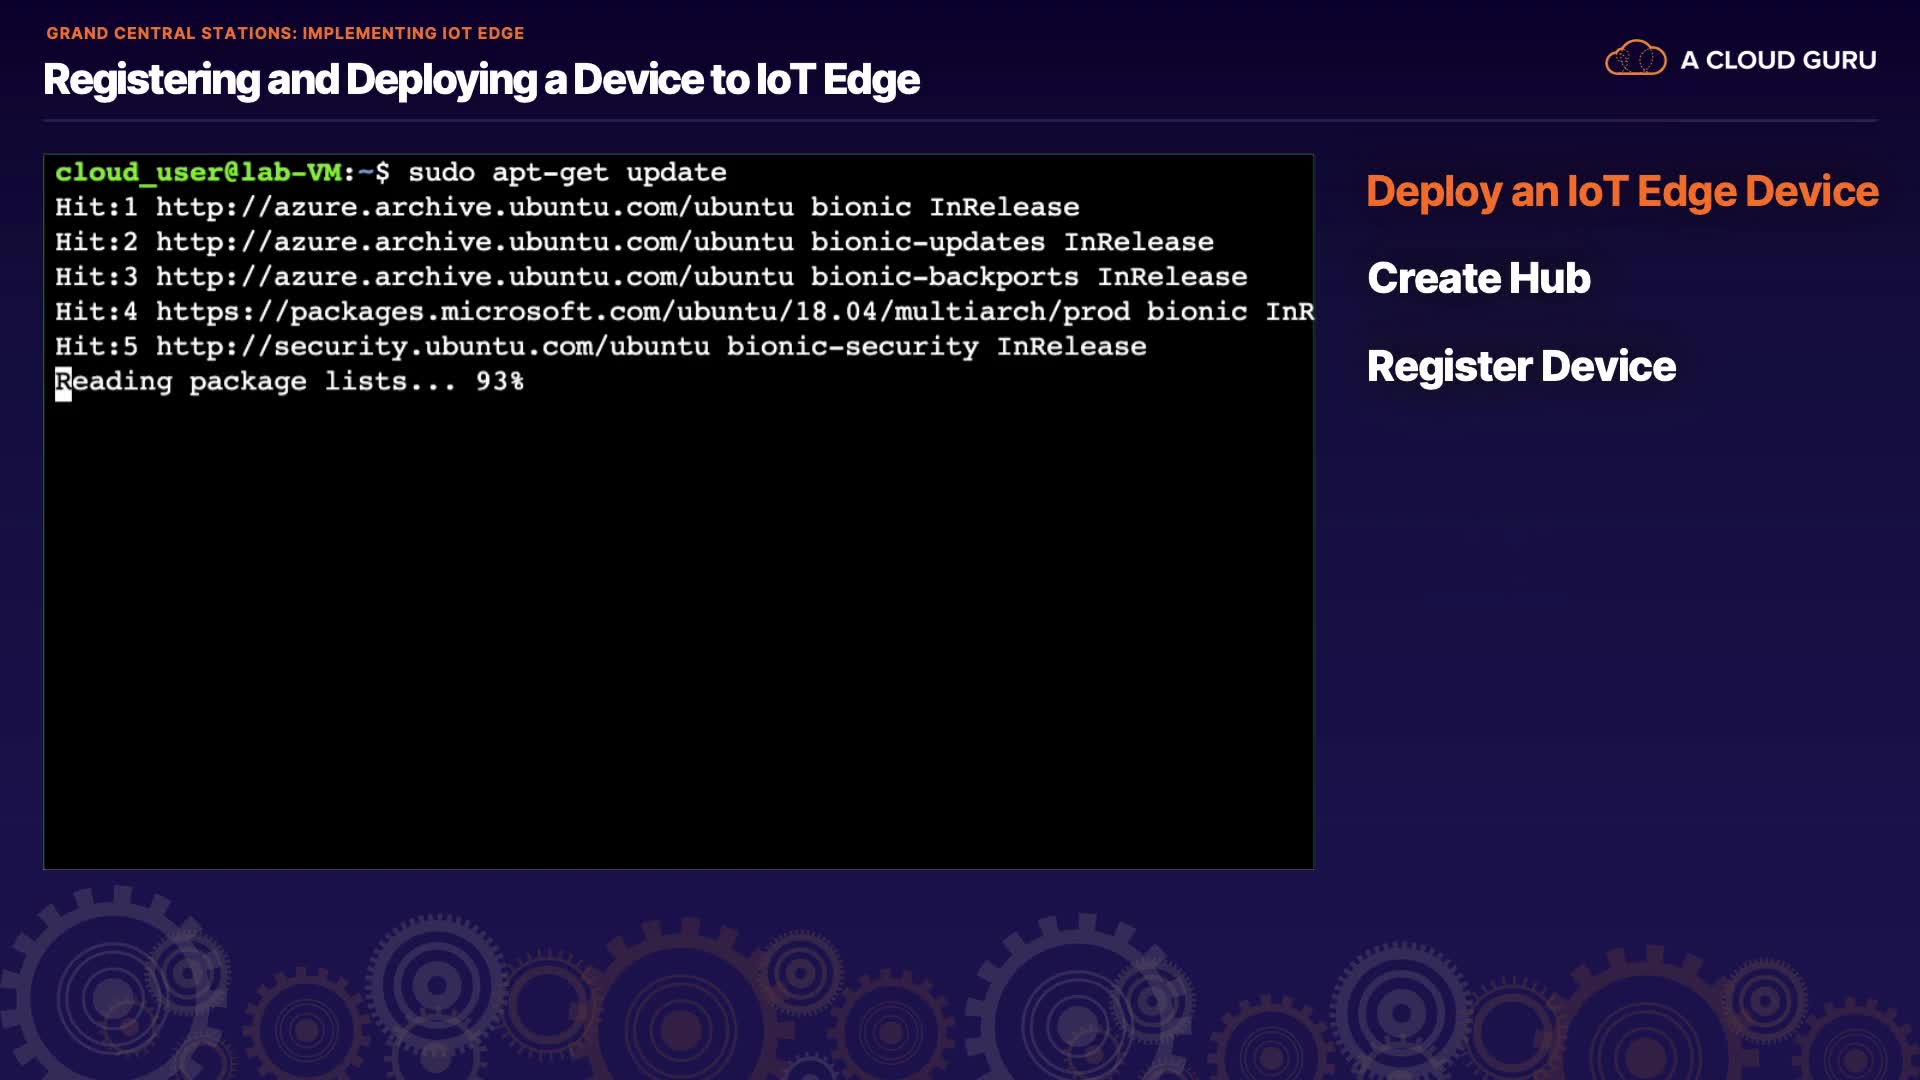 GRAND CENTRAL STATIONS: IMPLEMENTING IOT EDGE
Registering and Deploying a Device to IoT Edge
A CLOUD GURU
cloud_user@lab-VM:~$ sudo apt-get update
Hit:1 http://azure.archive.ubuntu.com/ubuntu bionic InRelease
Hit:2 http://azure.archive.ubuntu.com/ubuntu bionic-updates InRelease
Hit:3 http://azure.archive.ubuntu.com/ubuntu bionic-backports InRelease
Hit:4 https://packages.microsoft.com/ubuntu/18.04/multiarch/prod bionic InR
Hit:5 http://security.ubuntu.com/ubuntu bionic-security InRelease
Reading package lists... 93%
Deploy an IoT Edge Device
Create Hub
Register Device